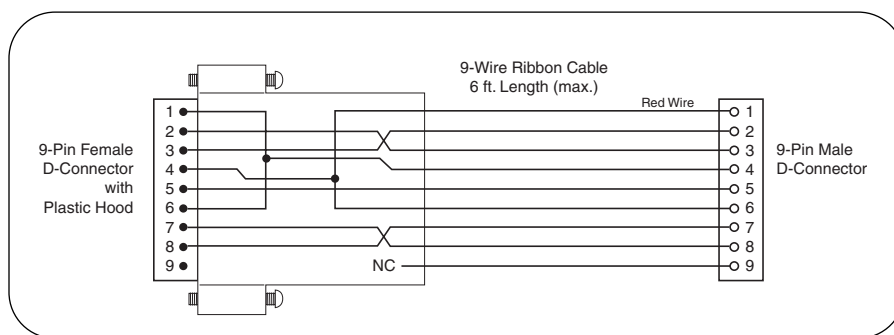 9-Wire Ribbon Cable
6 ft. Length (max.)
Red Wire
9-Pin Female
D-Connector
with
Plastic Hood
1
2
3
4
5
6
7
8
9
NC
1
2
3
4
5
6
7
8
9
9-Pin Male
D-Connector